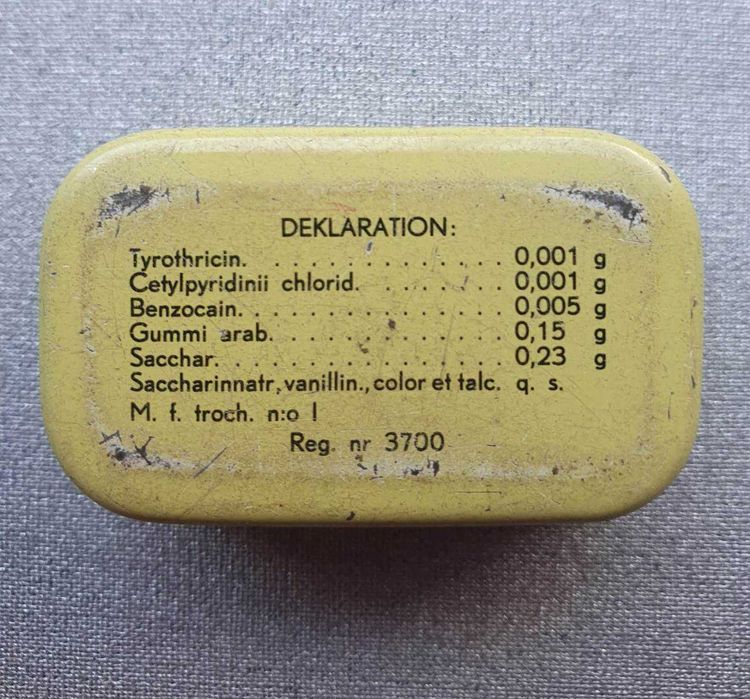 DEKLARATION:
Tyrothricin. . . . . . . . . . . . . . 0,001 g
Cetylpyridinii chlorid. . . . . . . 0,001 g
Benzocain. . . . . . . . . . . . . . 0,005 g
Gummi arab. . . . . . . . . . . . 0,15 g
Sacchar. . . . . . . . . . . . . . . 0,23 g
Saccharinnatr, vanillin., color et talc. q. s.
M. f. troch. n:o I
Reg. nr 3700